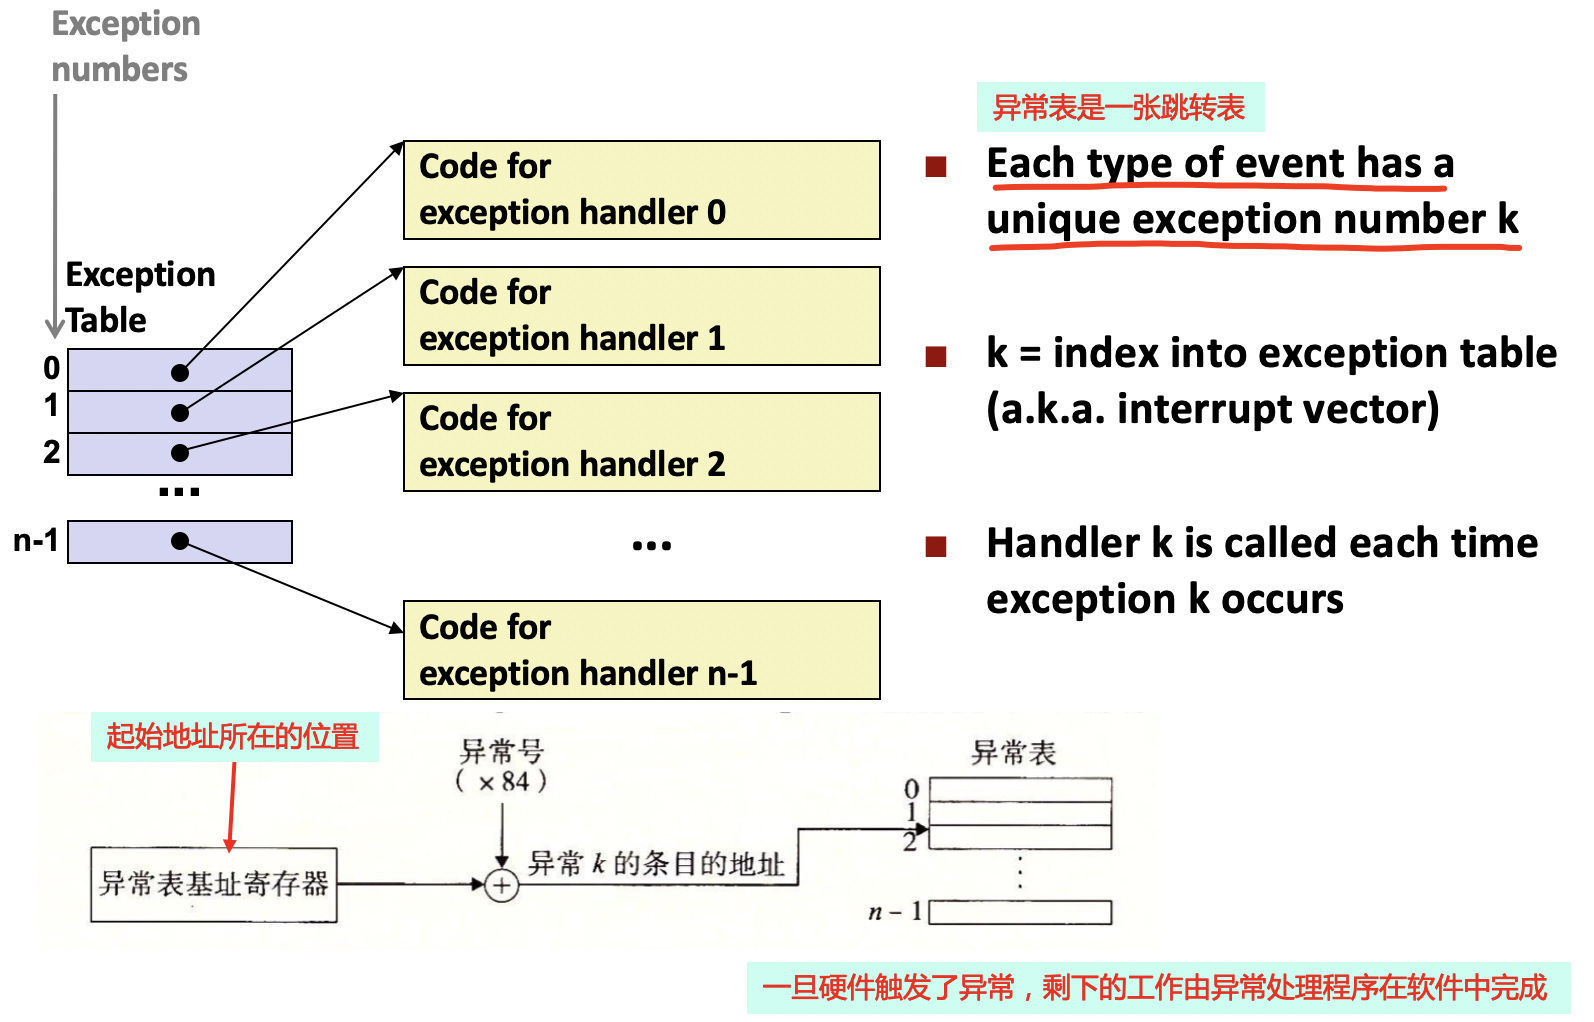 Exception
numbers
Exception
Table
0
1
2
...
n-1
Code for
exception handler 0
Code for
exception handler 1
Code for
exception handler 2
...
Code for
exception handler n-1
异常表是一张跳转表
Each type of event has a
unique exception number k
k = index into exception table
(a.k.a. interrupt vector)
Handler k is called each time
exception k occurs
起始地址所在的位置
异常号
(×84)
异常表基址寄存器
+
异常 k 的条目的地址
异常表
0
1
2
⋮
n-1
一旦硬件触发了异常，剩下的工作由异常处理程序在软件中完成